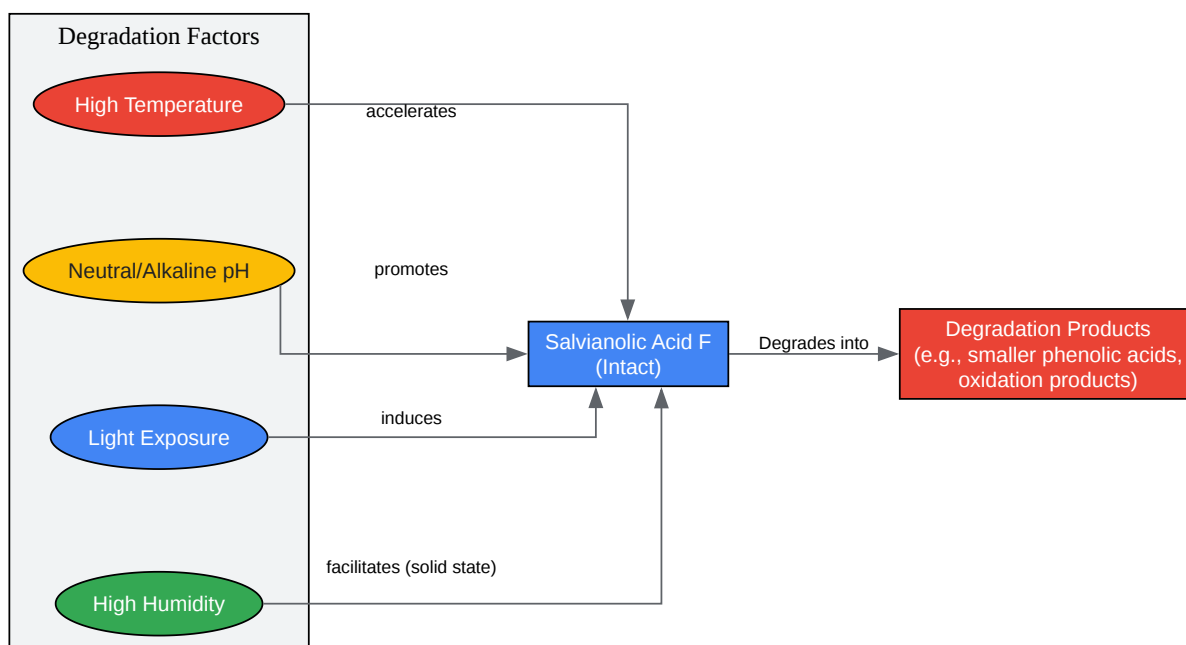 Degradation Factors
High Temperature
accelerates
Neutral/Alkaline pH
promotes
Salvianolic Acid F
(Intact)
Degrades into
Degradation Products
(e.g., smaller phenolic acids,
oxidation products)
Light Exposure
induces
High Humidity
facilitates (solid state)